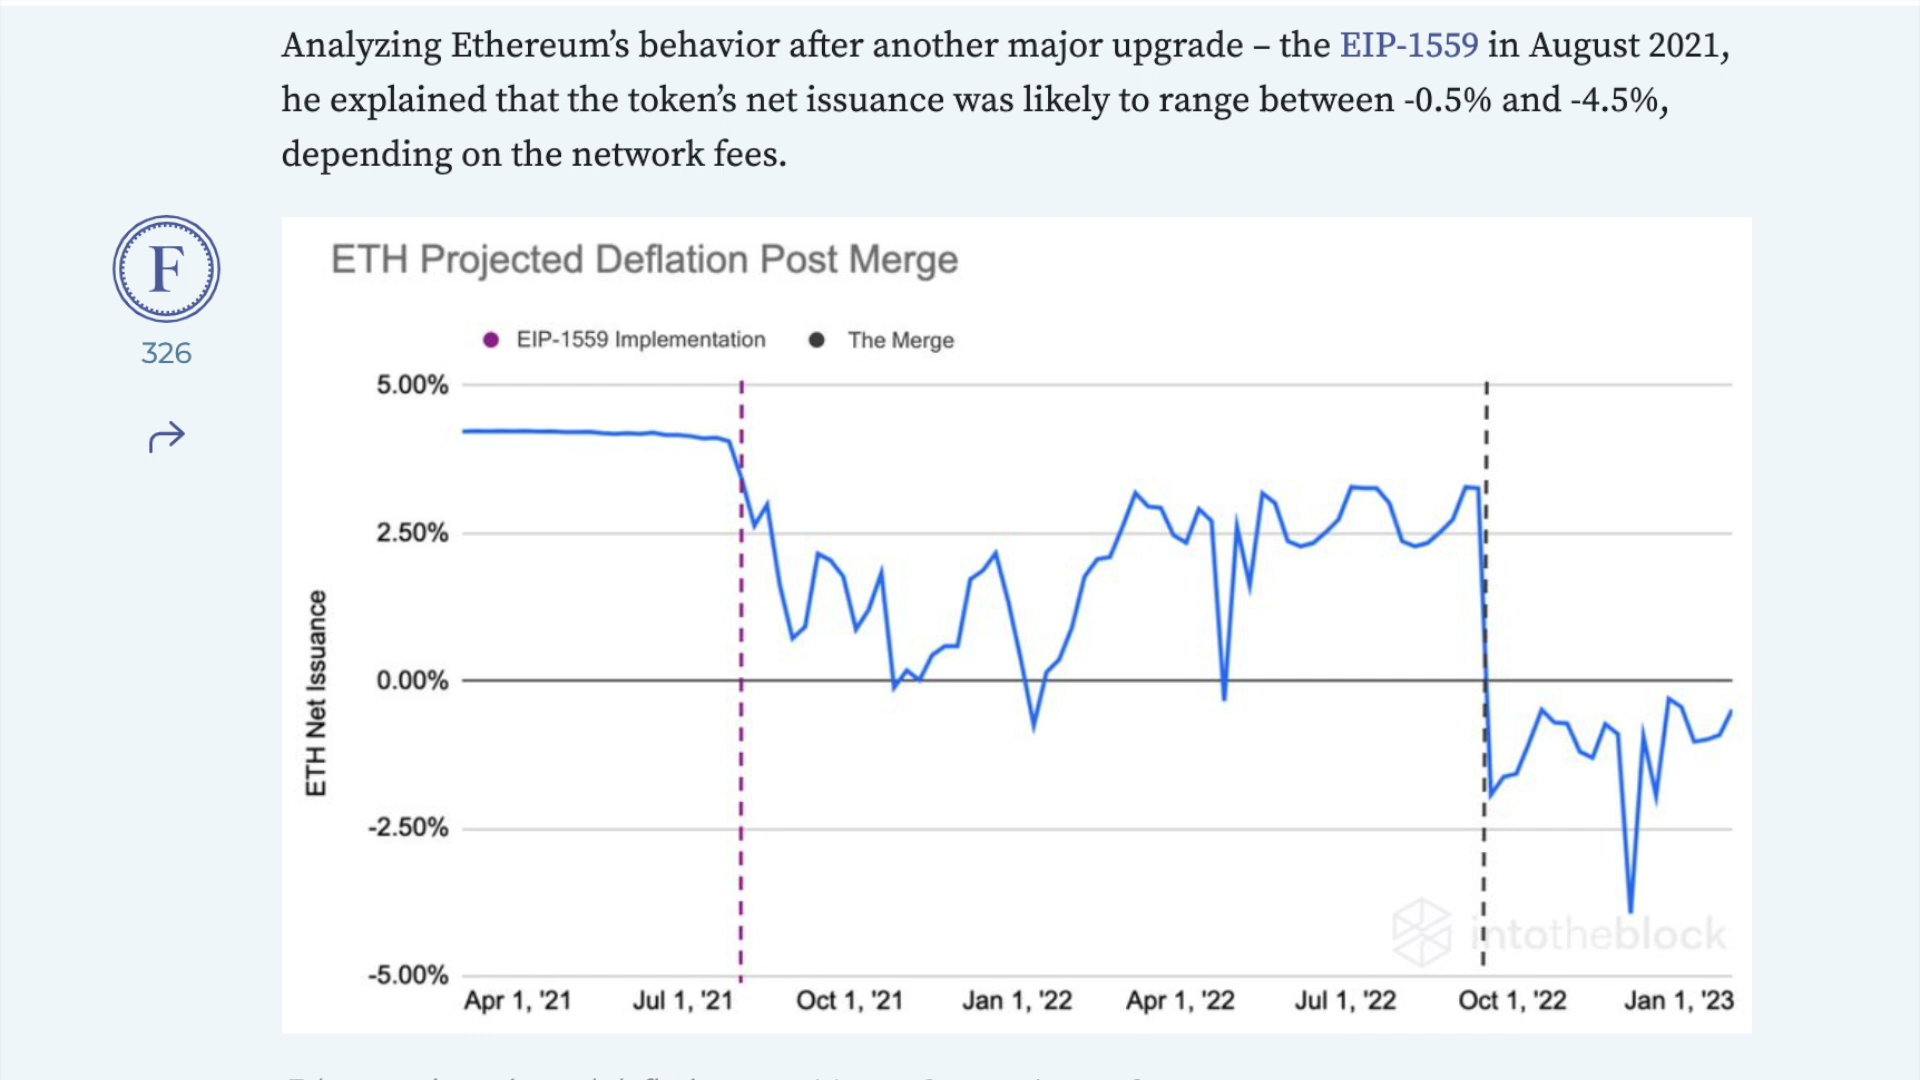 Analyzing Ethereum’s behavior after another major upgrade – the EIP-1559 in August 2021,
he explained that the token’s net issuance was likely to range between -0.5% and -4.5%,
depending on the network fees.
F
326
ETH Projected Deflation Post Merge
EIP-1559 Implementation The Merge
ETH Net Issuance
5.00%
2.50%
0.00%
-2.50%
-5.00%
intotheblock
Apr 1, '21 Jul 1, '21 Oct 1, '21 Jan 1, '22 Apr 1, '22 Jul 1, '22 Oct 1, '22 Jan 1, '23